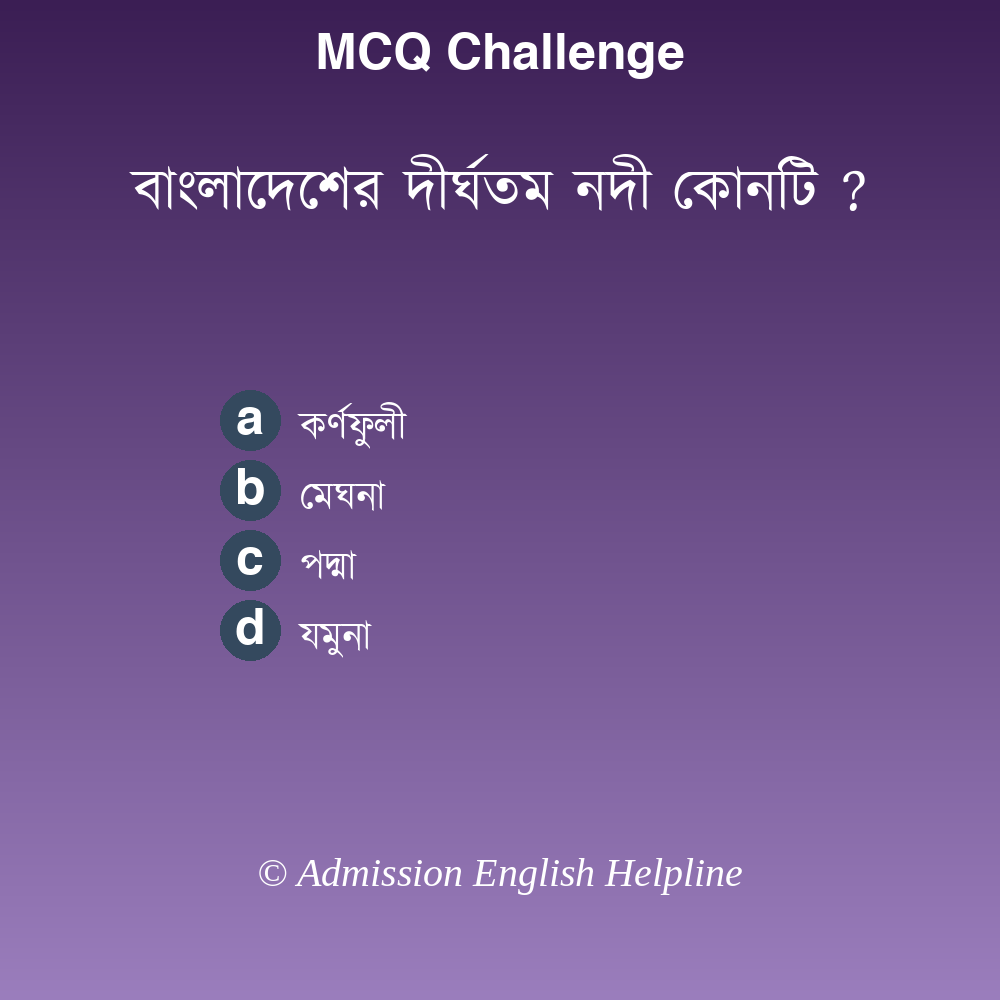 MCQ Challenge
বাংলাদেশের দীর্ঘতম নদী কোনটি ?
a কর্ণফুলী
b মেঘনা
c পদ্মা
d যমুনা
© Admission English Helpline